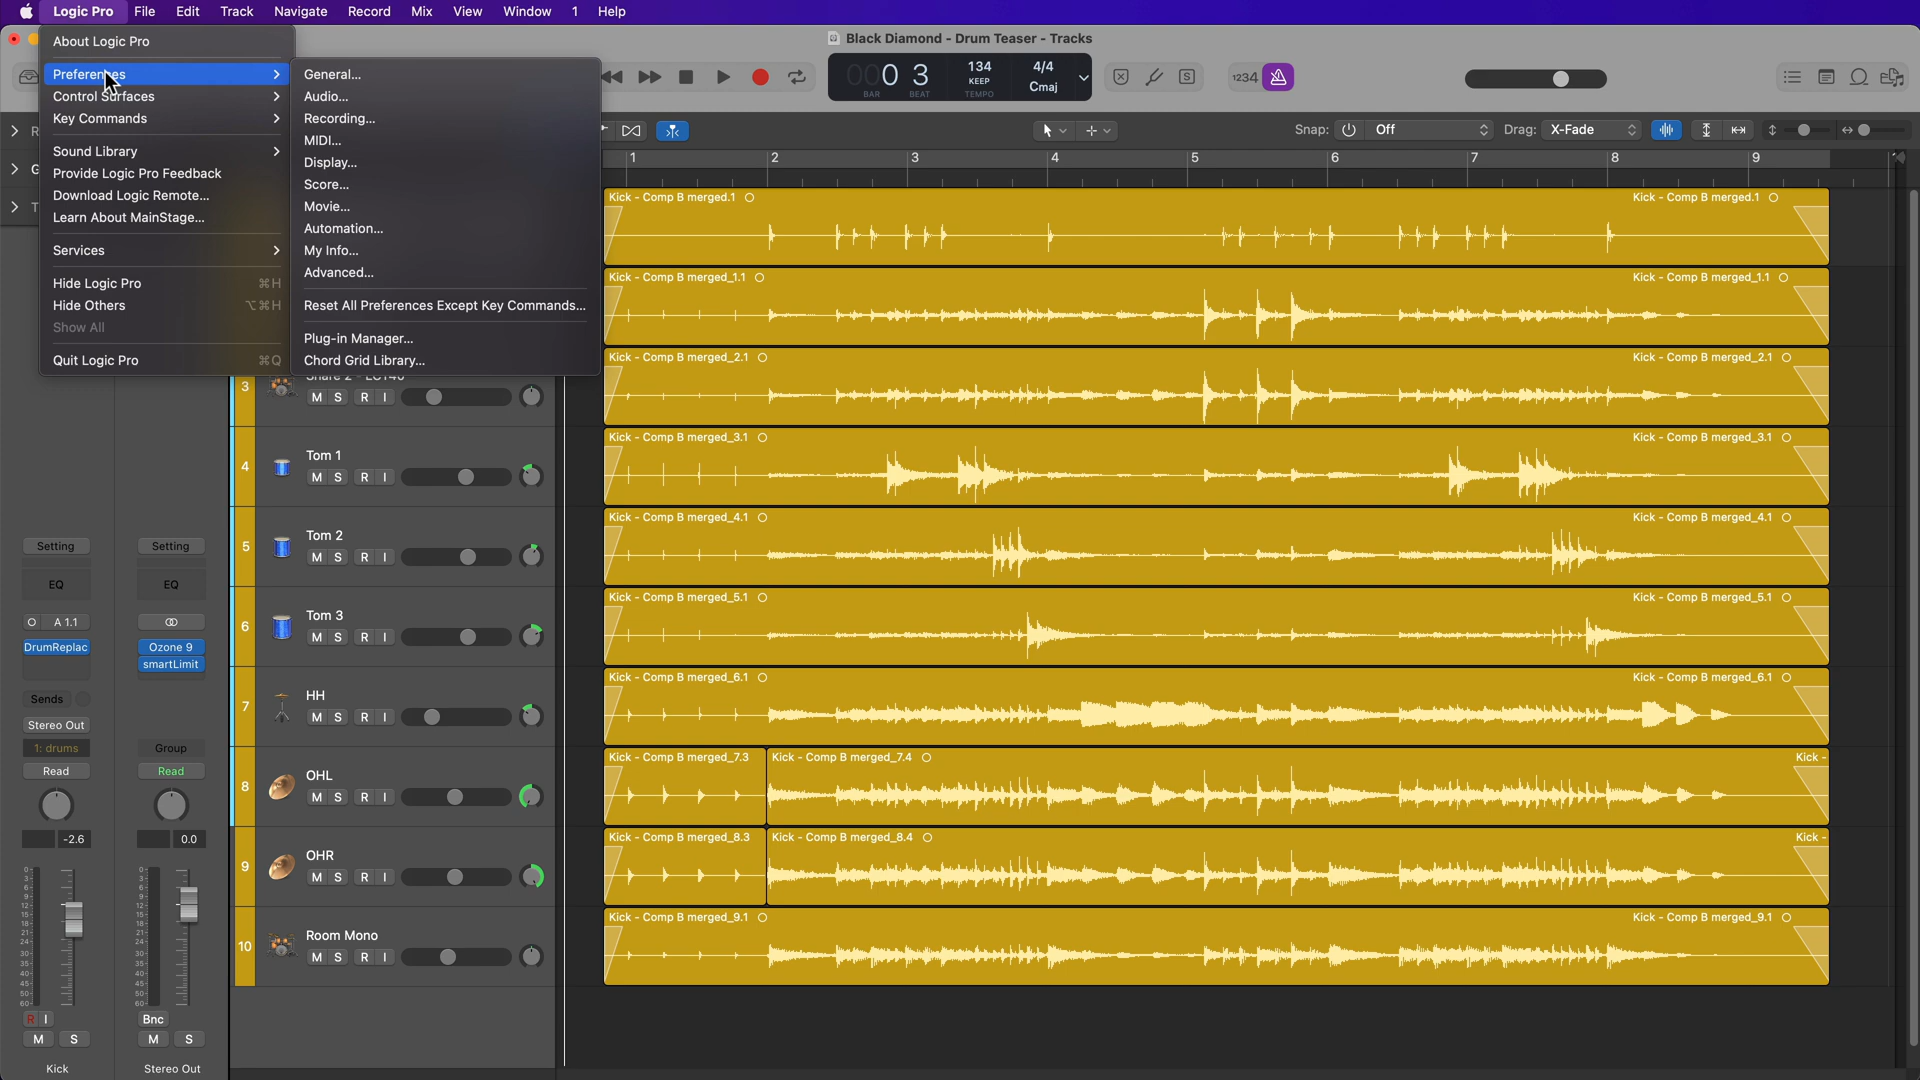 Logic Pro File Edit Track Navigate Record Mix View Window 1 Help
Black Diamond - Drum Teaser - Tracks
About Logic Pro
Preferences
Control Surfaces
Key Commands
Sound Library
Provide Logic Pro Feedback
Download Logic Remote...
Learn About MainStage...
Services
Hide Logic Pro ⌘H
Hide Others ⌥⌘H
Show All
Quit Logic Pro ⌘Q
General...
Audio...
Recording...
MIDI...
Display...
Score...
Movie...
Automation...
My Info...
Advanced...
Reset All Preferences Except Key Commands...
Plug-in Manager...
Chord Grid Library...
0 3 134 4/4
KEEP Cmaj
BAR BEAT TEMPO
S
1234
Snap: Off Drag: X-Fade
1 2 3 4 5 6 7 8 9
Kick - Comp B merged.1 Kick - Comp B merged.1
Kick - Comp B merged_1.1 Kick - Comp B merged_1.1
Kick - Comp B merged_2.1 Kick - Comp B merged_2.1
3 M S R I
Kick - Comp B merged_3.1 Kick - Comp B merged_3.1
4 Tom 1
M S R I
Kick - Comp B merged_4.1 Kick - Comp B merged_4.1
5 Tom 2
M S R I
Kick - Comp B merged_5.1 Kick - Comp B merged_5.1
6 Tom 3
M S R I
Kick - Comp B merged_6.1 Kick - Comp B merged_6.1
7 HH
M S R I
Kick - Comp B merged_7.3 Kick - Comp B merged_7.4 Kick -
8 OHL
M S R I
Kick - Comp B merged_8.3 Kick - Comp B merged_8.4 Kick -
9 OHR
M S R I
Kick - Comp B merged_9.1 Kick - Comp B merged_9.1
10 Room Mono
M S R I
Setting Setting
EQ EQ
A 1.1
DrumReplac Ozone 9
smartLimit
Sends
Stereo Out
1: drums Group
Read Read
-2.6 0.0
R I Bnc
M S M S
Kick Stereo Out